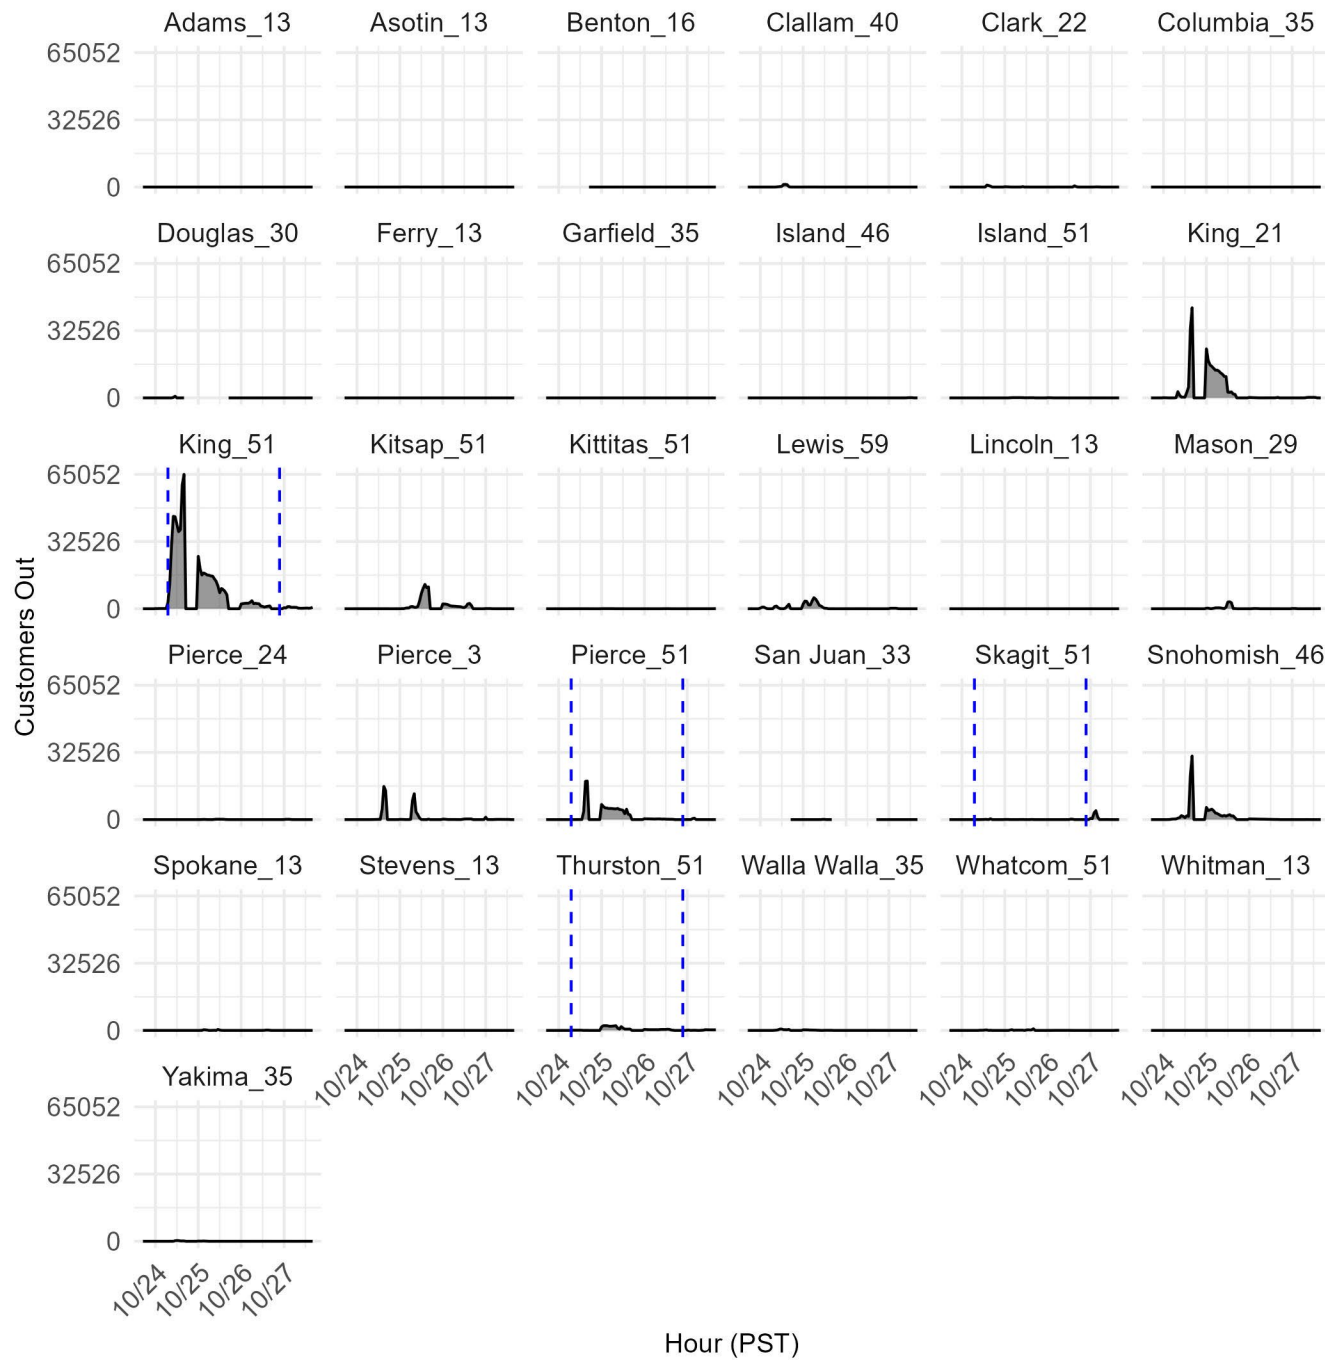 Adams_13 Asotin_13 Benton_16 Clallam_40 Clark_22 Columbia_35
65052
32526
0
Douglas_30 Ferry_13 Garfield_35 Island_46 Island_51 King_21
65052
32526
0
King_51 Kitsap_51 Kittitas_51 Lewis_59 Lincoln_13 Mason_29
65052
32526
0
Customers Out
Pierce_24 Pierce_3 Pierce_51 San Juan_33 Skagit_51 Snohomish_46
65052
32526
0
Spokane_13 Stevens_13 Thurston_51 Walla Walla_35 Whatcom_51 Whitman_13
65052
32526
0
10/24 10/25 10/26 10/27 10/24 10/25 10/26 10/27 10/24 10/25 10/26 10/27 10/24 10/25 10/26 10/27 10/24 10/25 10/26 10/27
Yakima_35
65052
32526
0
10/24 10/25 10/26 10/27
Hour (PST)